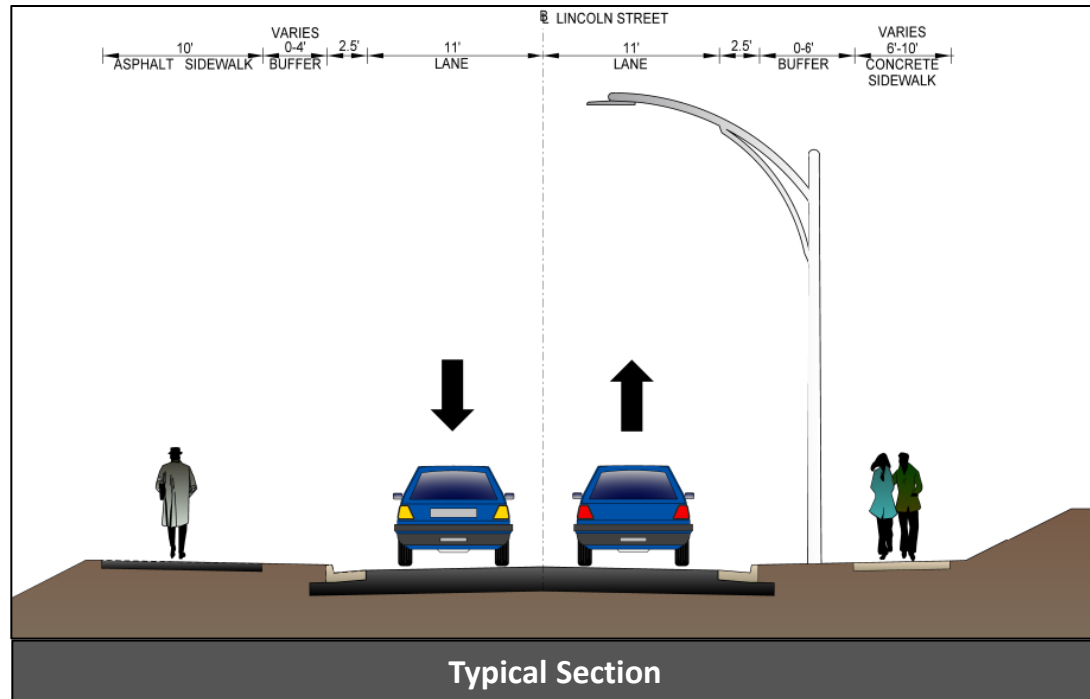 ℄ LINCOLN STREET
10'
ASPHALT SIDEWALK
VARIES
0-4'
BUFFER
2.5'
11'
LANE
11'
LANE
2.5'
0-6'
BUFFER
VARIES
6'-10'
CONCRETE
SIDEWALK
Typical Section